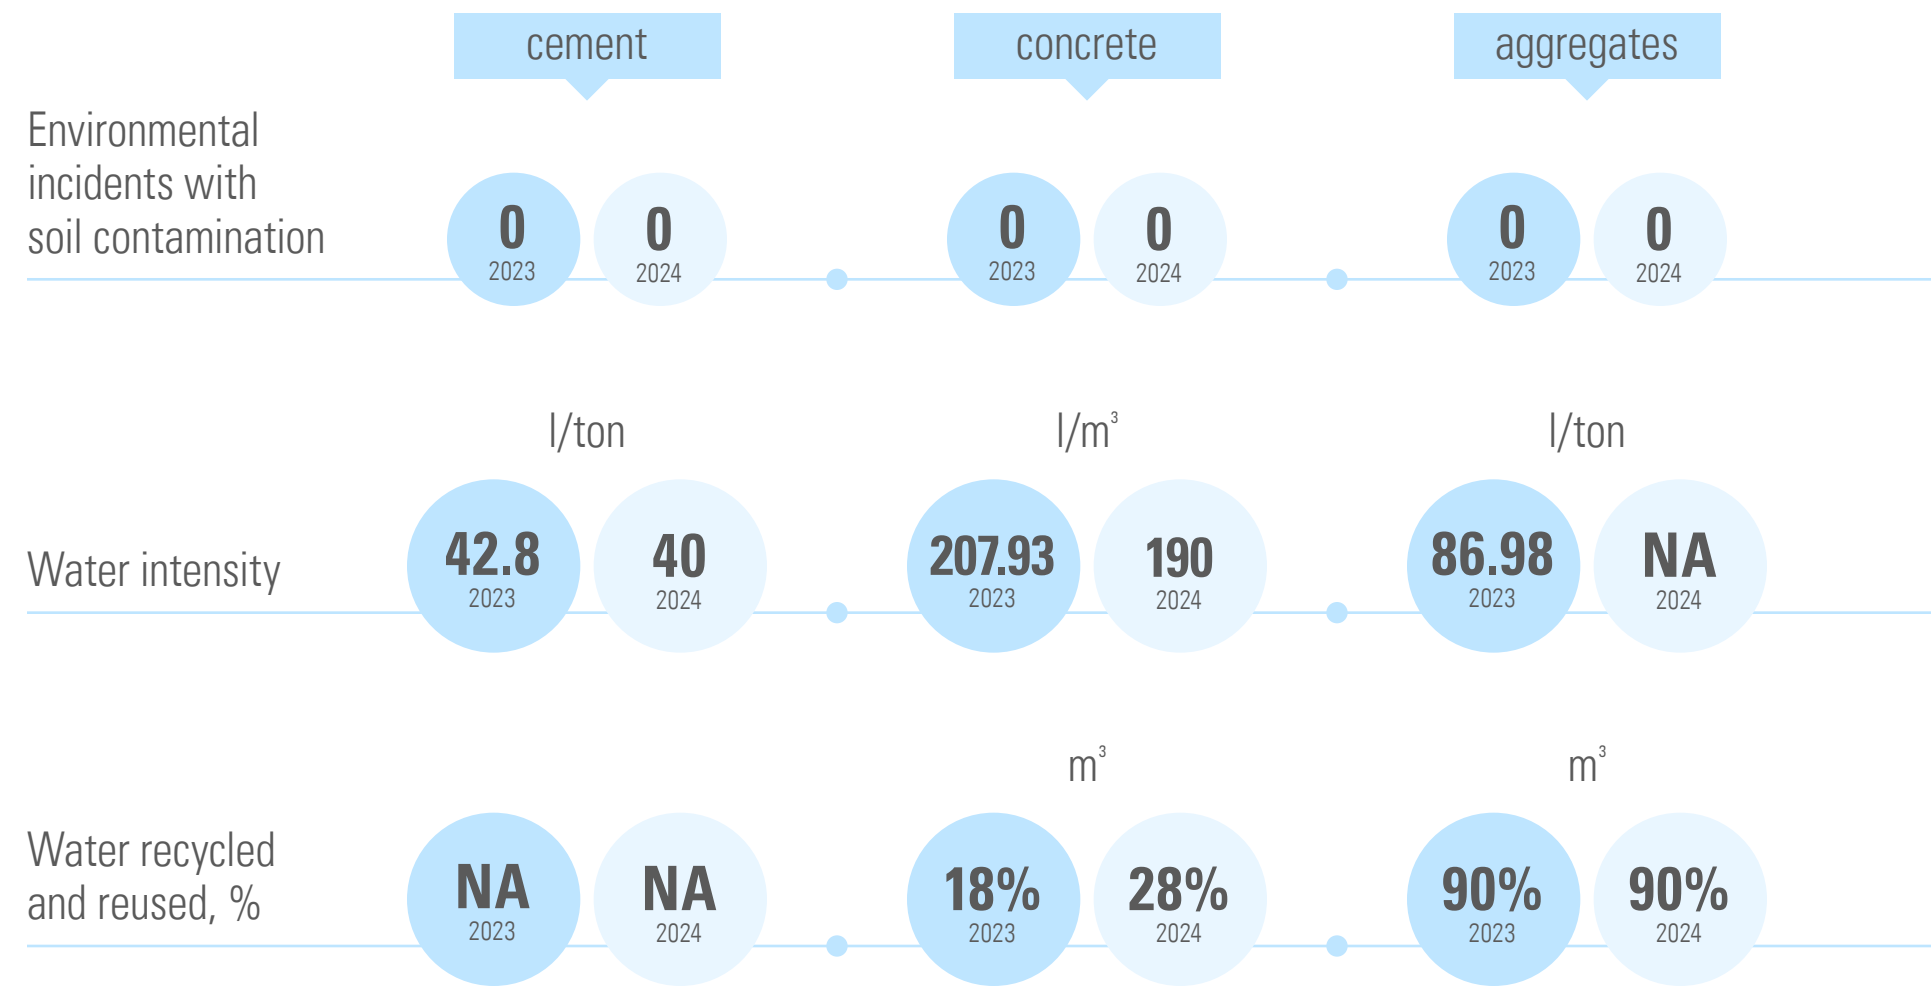 cement
concrete
aggregates
Environmental
incidents with
soil contamination
0
2023
0
2024
0
2023
0
2024
0
2023
0
2024
l/ton
l/m³
l/ton
Water intensity
42.8
2023
40
2024
207.93
2023
190
2024
86.98
2023
NA
2024
m³
m³
Water recycled
and reused, %
NA
2023
NA
2024
18%
2023
28%
2024
90%
2023
90%
2024